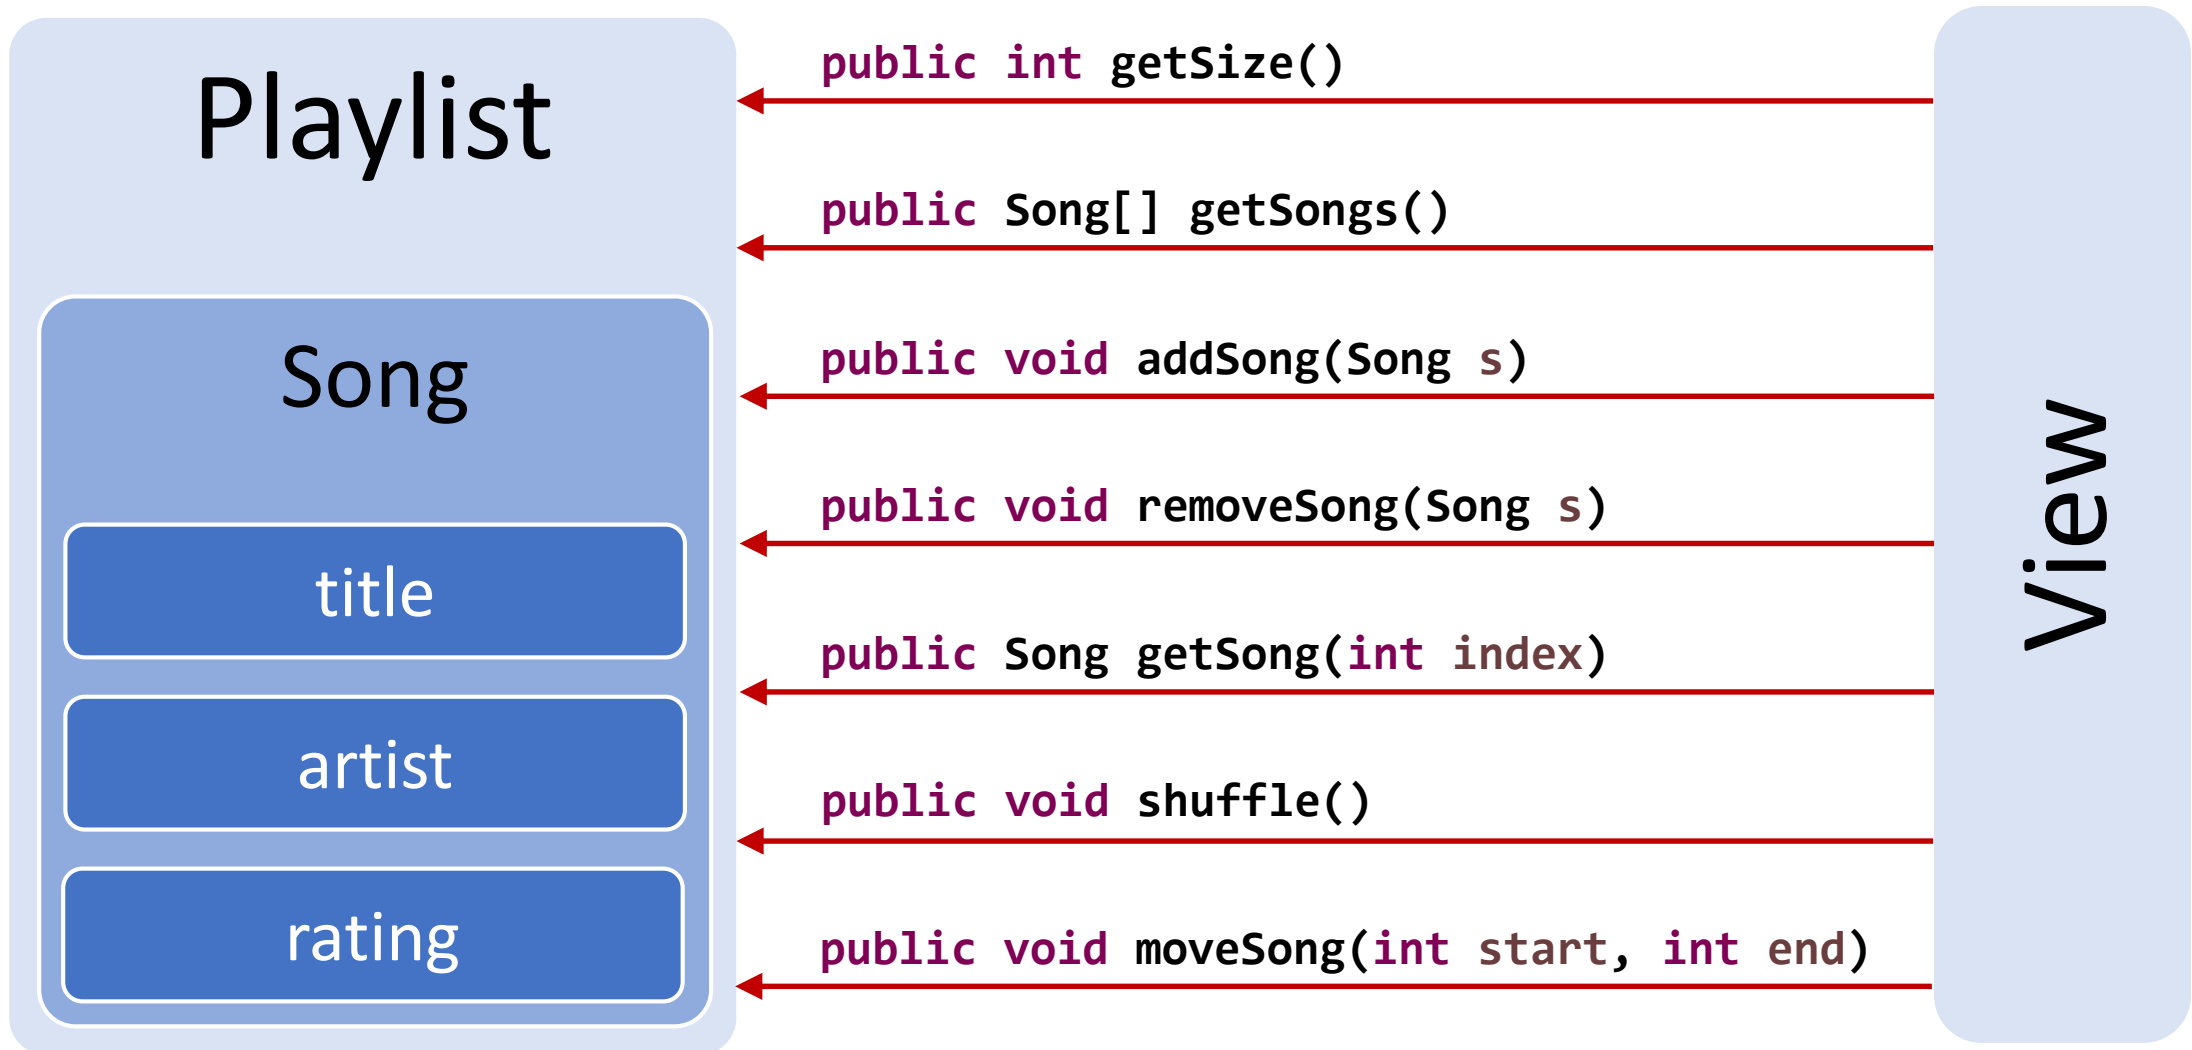 Playlist
Song
title
artist
rating
public int getSize()
public Song[] getSongs()
public void addSong(Song s)
public void removeSong(Song s)
public Song getSong(int index)
public void shuffle()
public void moveSong(int start, int end)
View